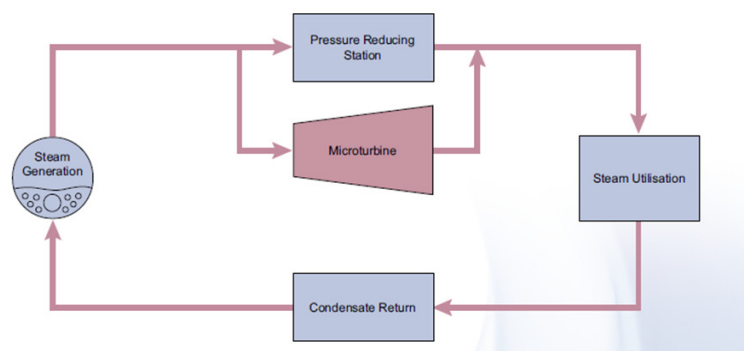 Pressure Reducing
Station
Steam
Generation
Microturbine
Steam Utilisation
Condensate Return